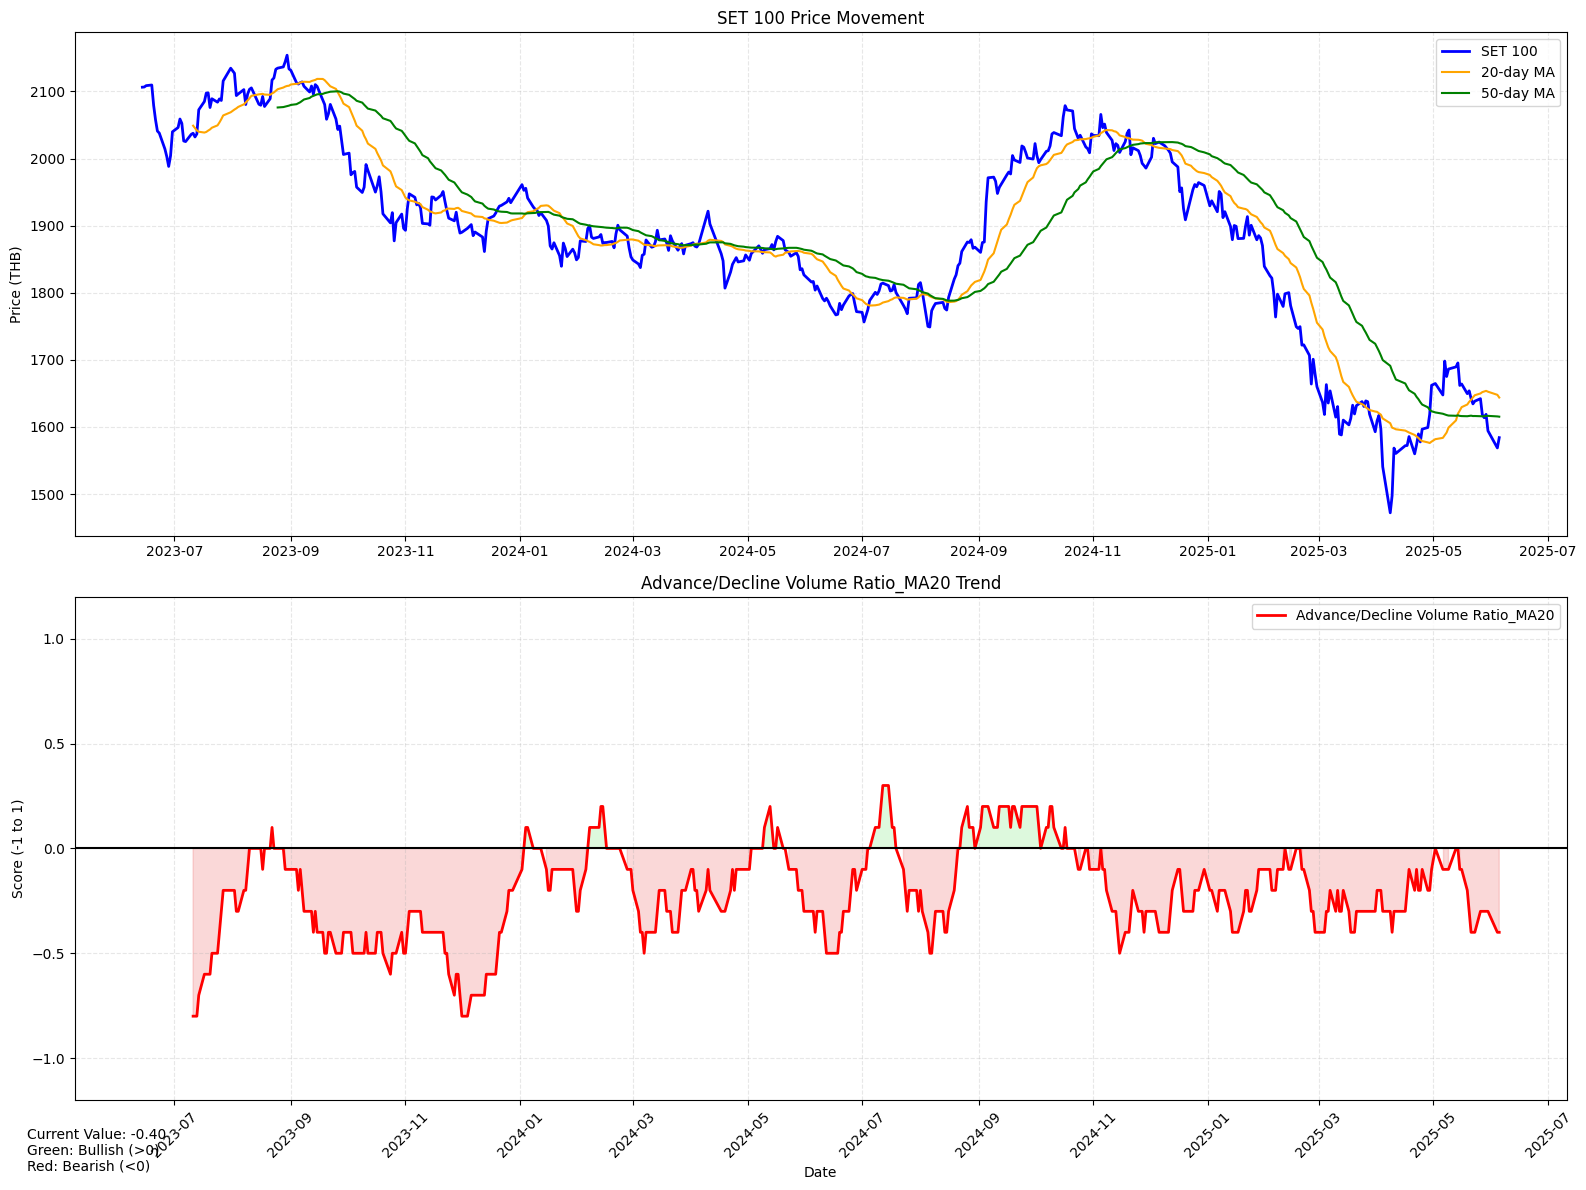 SET 100 Price Movement
SET 100
20-day MA
50-day MA
Price (THB)
2100
2000
1900
1800
1700
1600
1500
2023-07 2023-09 2023-11 2024-01 2024-03 2024-05 2024-07 2024-09 2024-11 2025-01 2025-03 2025-05 2025-07
Advance/Decline Volume Ratio_MA20 Trend
Advance/Decline Volume Ratio_MA20
Score (-1 to 1)
1.0
0.5
0.0
−0.5
−1.0
2023-07 2023-09 2023-11 2024-01 2024-03 2024-05 2024-07 2024-09 2024-11 2025-01 2025-03 2025-05 2025-07
Date
Current Value: -0.40
Green: Bullish (>0)
Red: Bearish (<0)